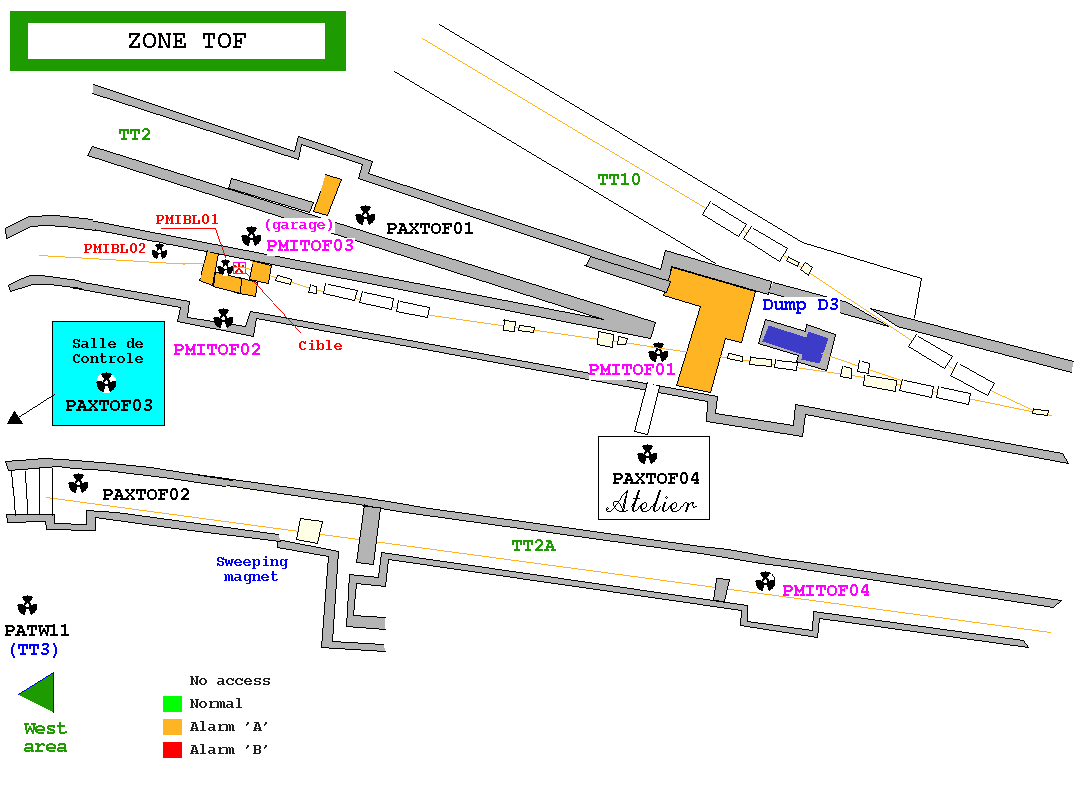 ZONE TOF
TT2
TT10
PMIBL01
(garage)
PAXTOF01
PMIBL02
PMITOF03
Dump D3
Salle de
Controle
PAXTOF03
PMITOF02
Cible
PMITOF01
PAXTOF04
Atelier
PAXTOF02
TT2A
Sweeping
magnet
PMITOF04
PATW11
(TT3)
West
area
No access
Normal
Alarm 'A'
Alarm 'B'